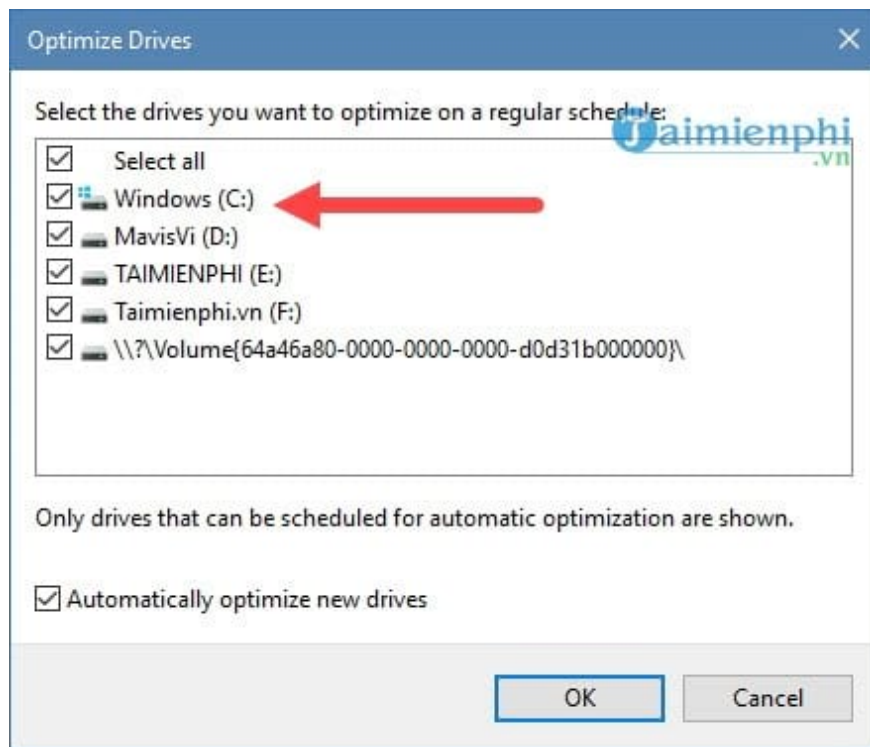 Optimize Drives
Select the drives you want to optimize on a regular schedule:
Taimienphi
.vn
Select all
Windows (C:)
MavisVi (D:)
TAIMIENPHI (E:)
Taimienphi.vn (F:)
\\?\Volume{64a46a80-0000-0000-0000-d0d31b000000}\
Only drives that can be scheduled for automatic optimization are shown.
Automatically optimize new drives
OK
Cancel